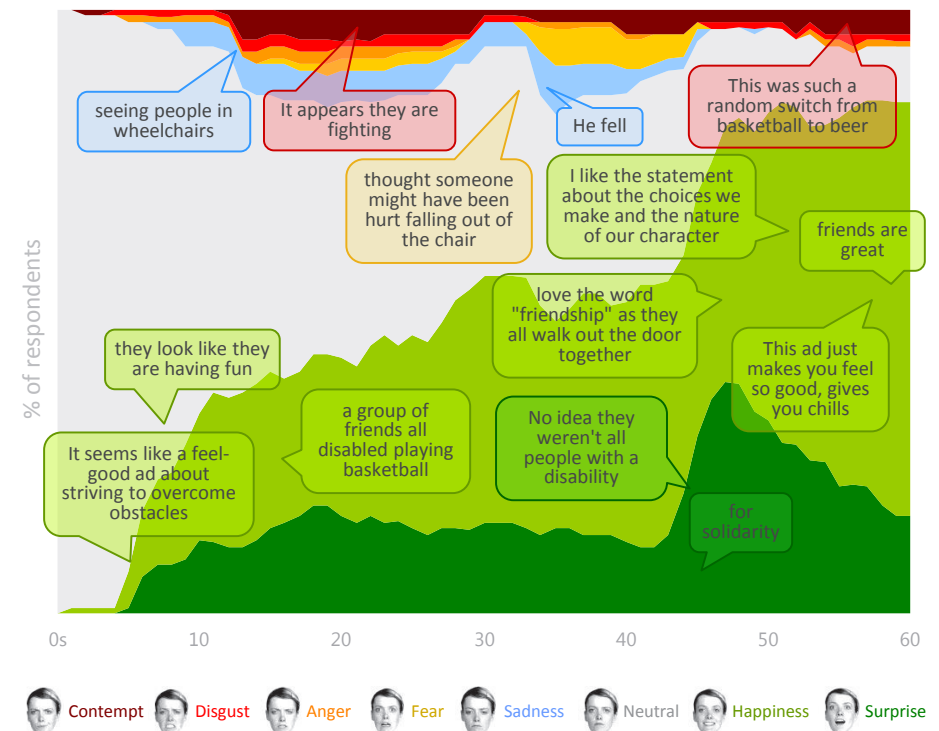 seeing people in
wheelchairs
It appears they are
fighting
He fell
This was such a
random switch from
basketball to beer
thought someone
might have been
hurt falling out of
the chair
I like the statement
about the choices we
make and the nature
of our character
friends are
great
% of respondents
love the word
"friendship" as they
all walk out the door
together
they look like they
are having fun
This ad just
makes you feel
so good, gives
you chills
a group of
friends all
disabled playing
basketball
No idea they
weren't all
people with a
disability
It seems like a feel-
good ad about
striving to overcome
obstacles
for
solidarity
0s 10 20 30 40 50 60
Contempt Disgust Anger Fear Sadness Neutral Happiness Surprise